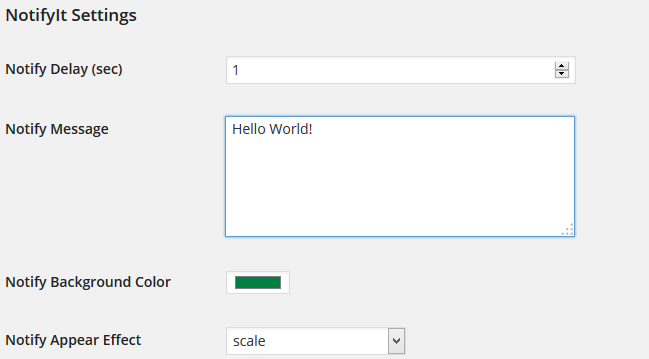 NotifyIt Settings
Notify Delay (sec) 1
Notify Message Hello World!
Notify Background Color
Notify Appear Effect scale